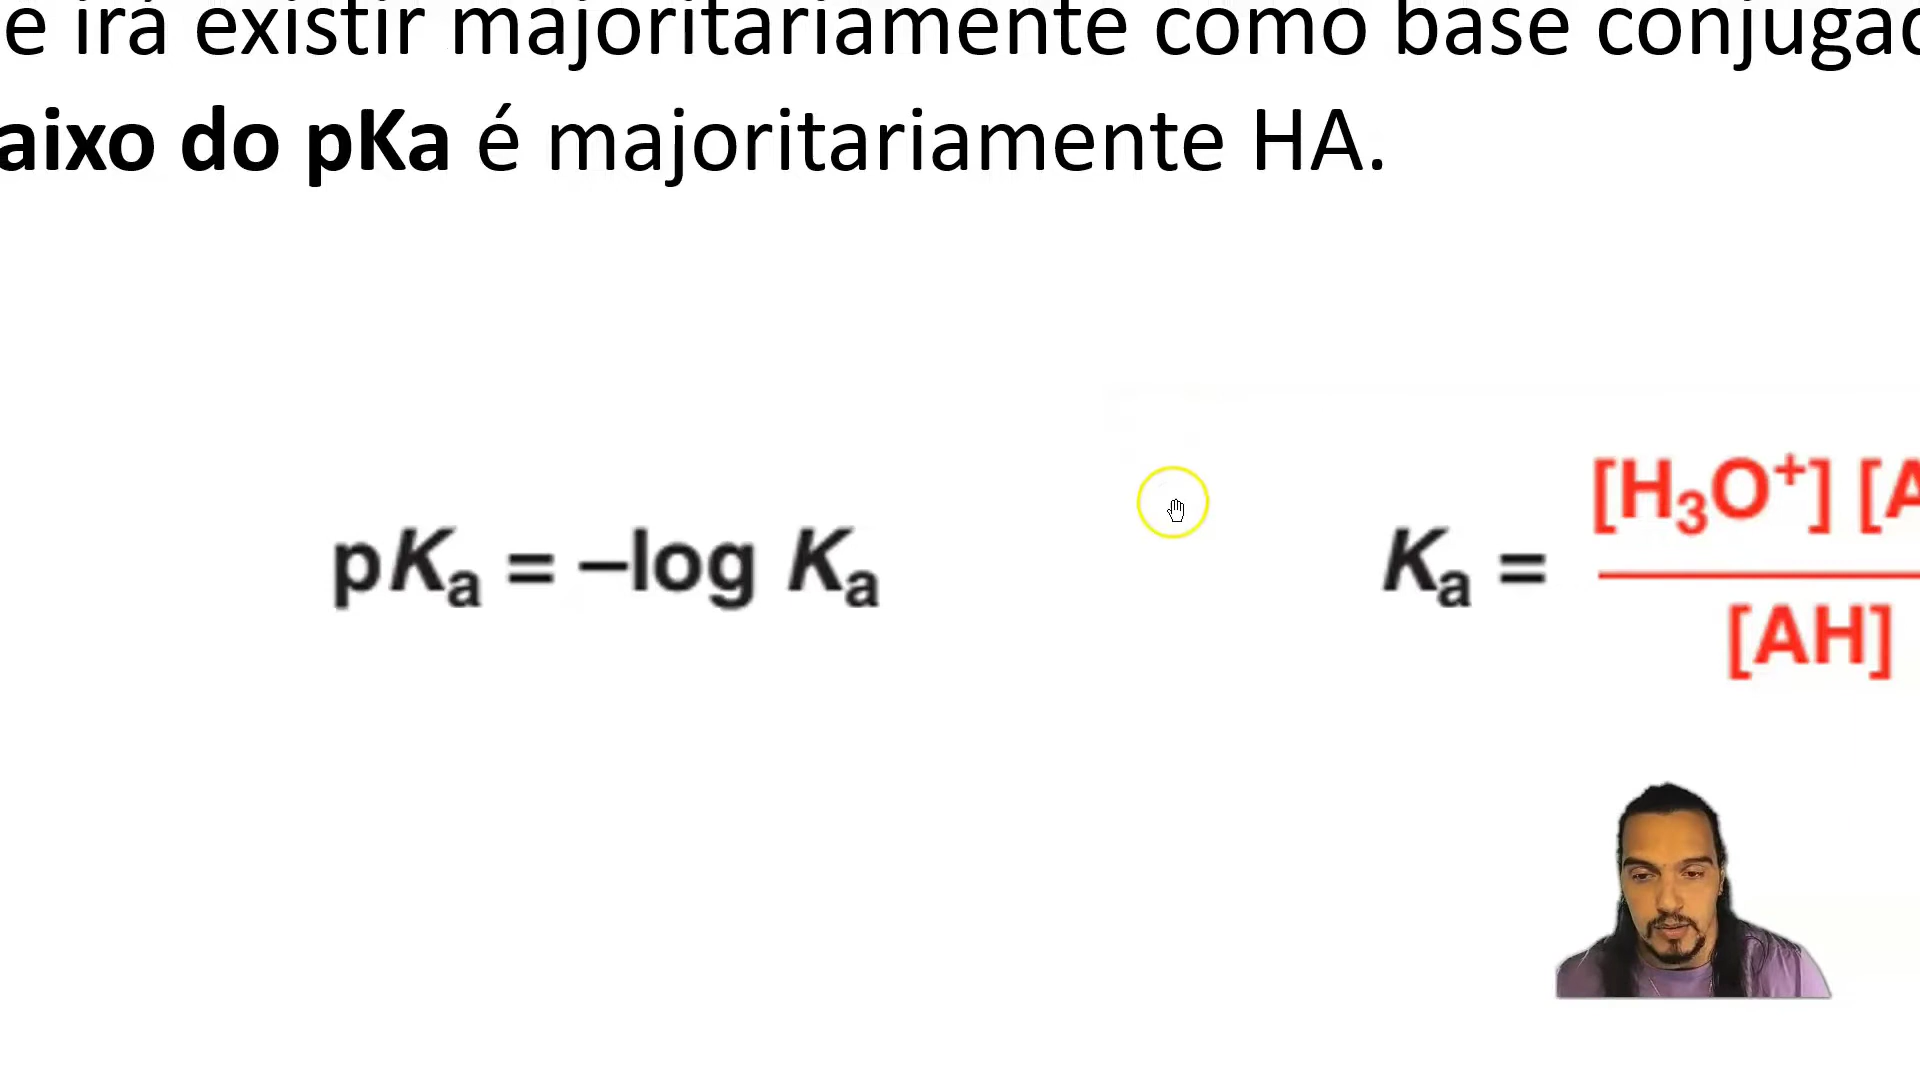 e irá existir majoritariamente como base conjugad
aixo do pKa é majoritariamente HA.
pKa = –log Ka
Ka = [H3O+] [A
[AH]